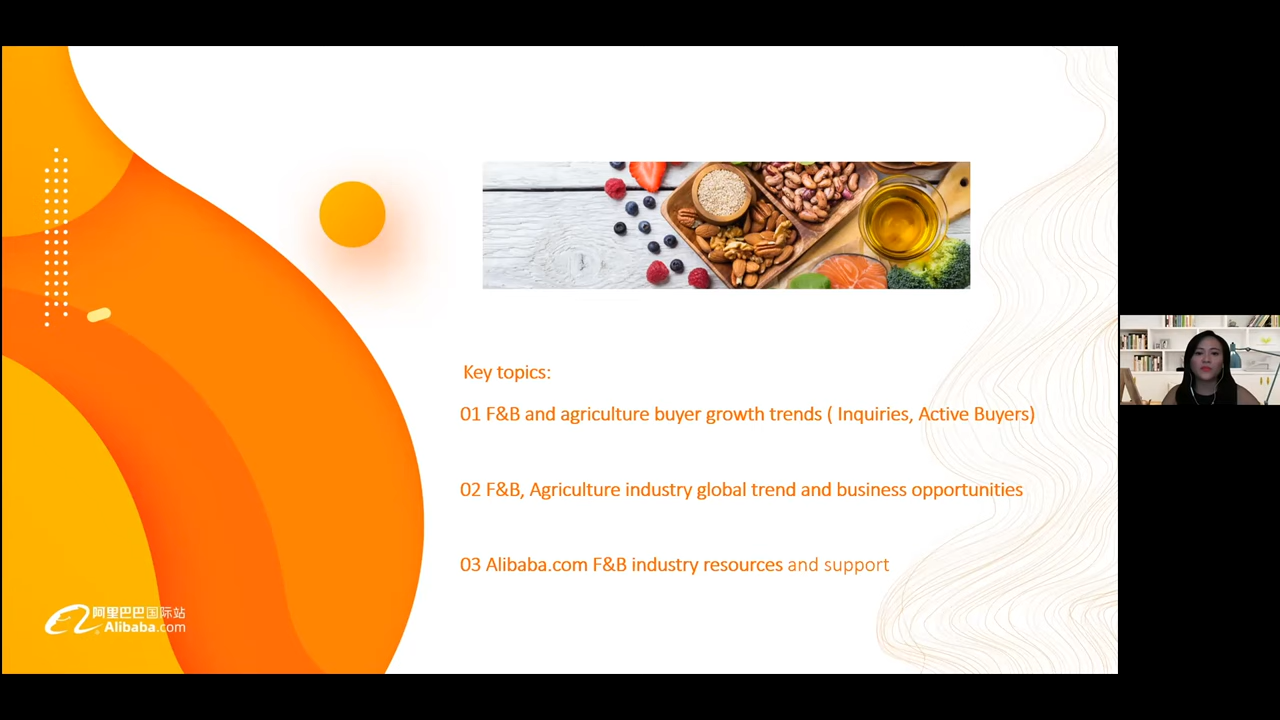 Key topics:
01 F&B and agriculture buyer growth trends ( Inquiries, Active Buyers)
02 F&B, Agriculture industry global trend and business opportunities
03 Alibaba.com F&B industry resources and support
阿里巴巴国际站
Alibaba.com